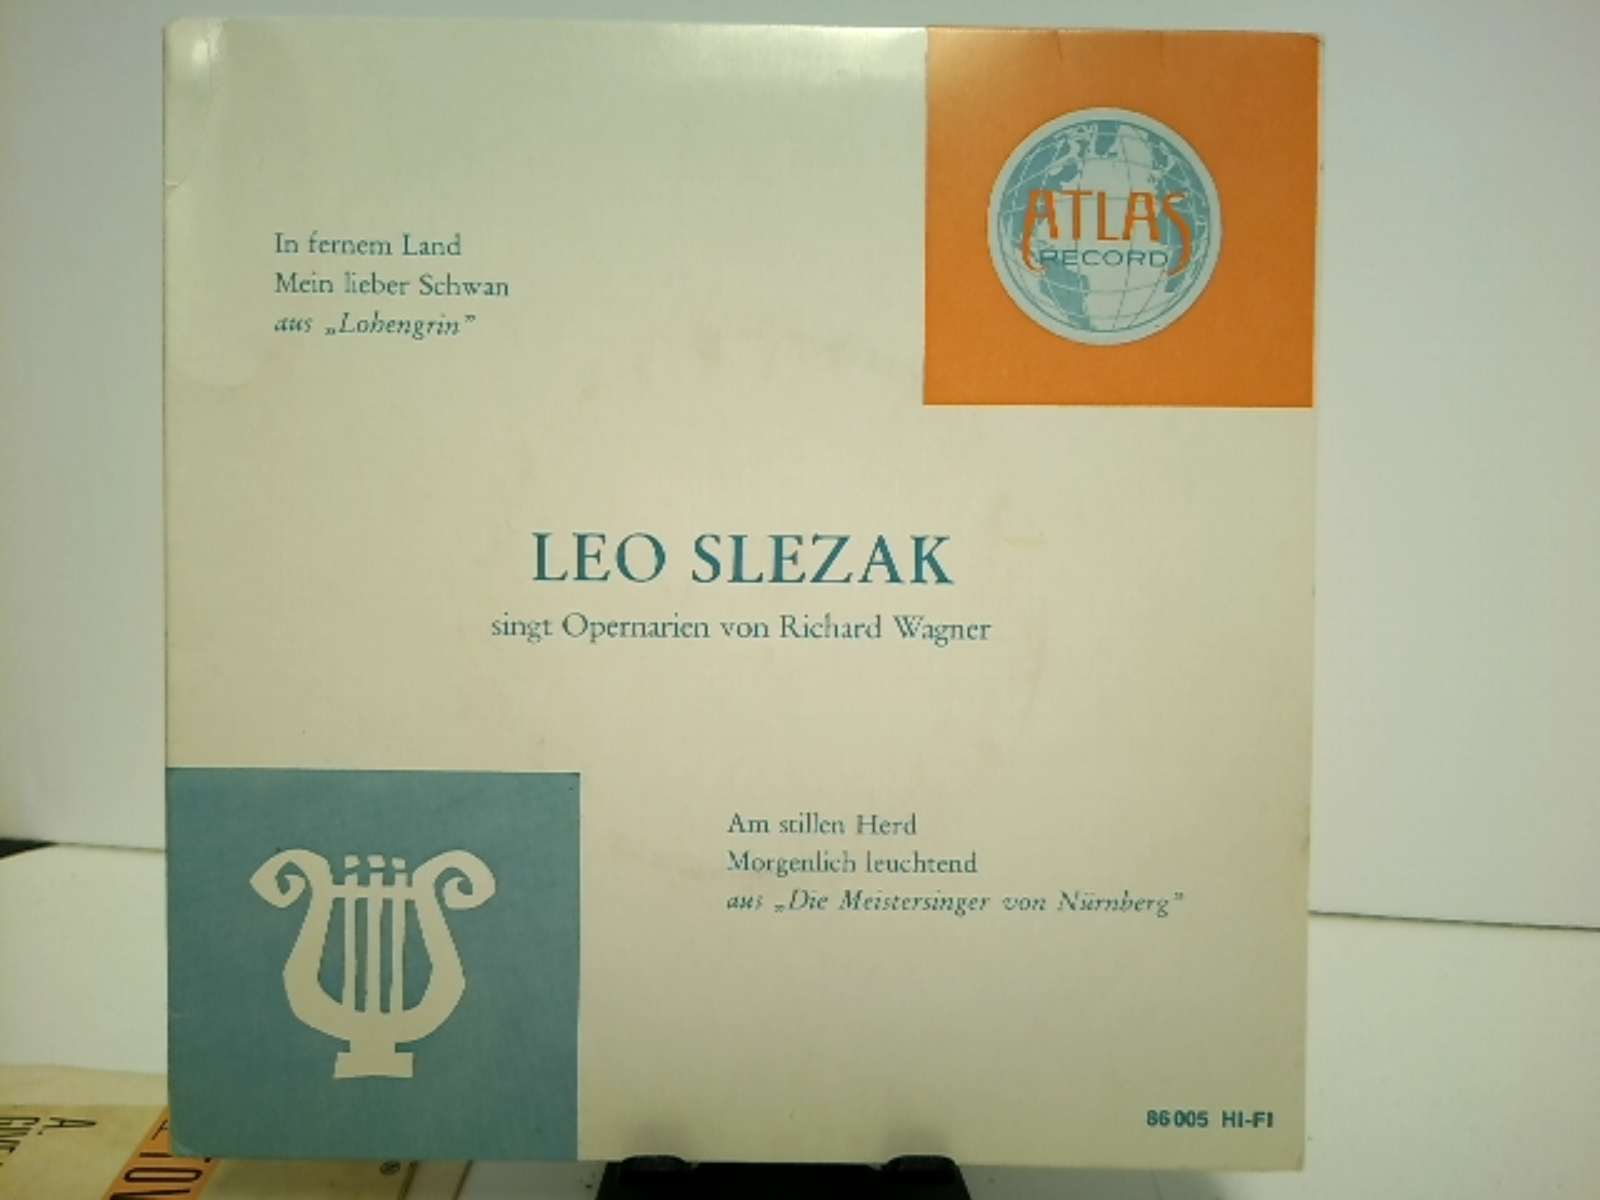 ATLAS
RECORD
In fernem Land
Mein lieber Schwan
aus „Lohengrin”
LEO SLEZAK
singt Opernarien von Richard Wagner
Am stillen Herd
Morgenlich leuchtend
aus „Die Meistersinger von Nürnberg”
86 005 HI-FI